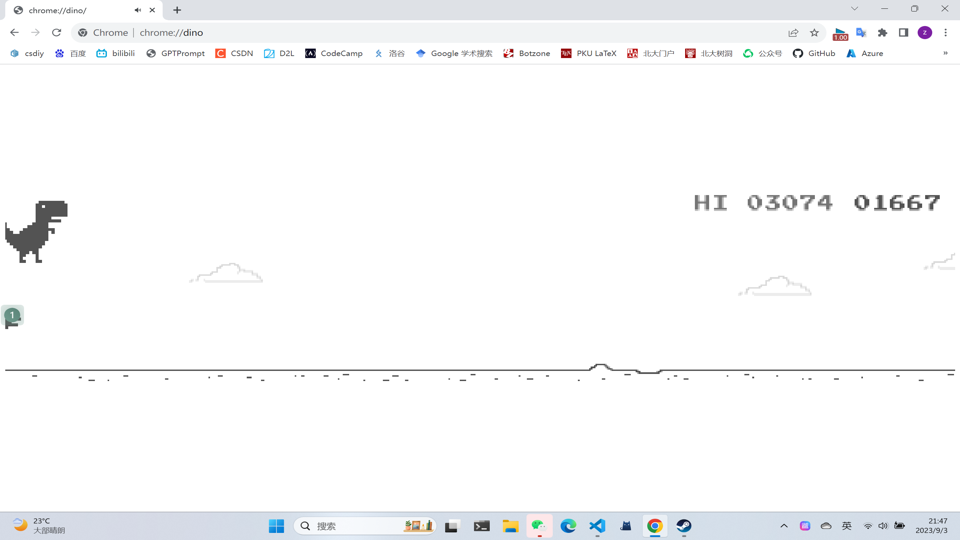 chrome://dino/
Chrome | chrome://dino
1.00
z
csdiy 百度 bilibili GPTPrompt CSDN D2L CodeCamp 洛谷 Google 学术搜索 Botzone PKU LaTeX 北大门户 北大树洞 公众号 GitHub Azure »
HI 03074 01667
1
23°C
大部晴朗
搜索
英
21:47
2023/9/3